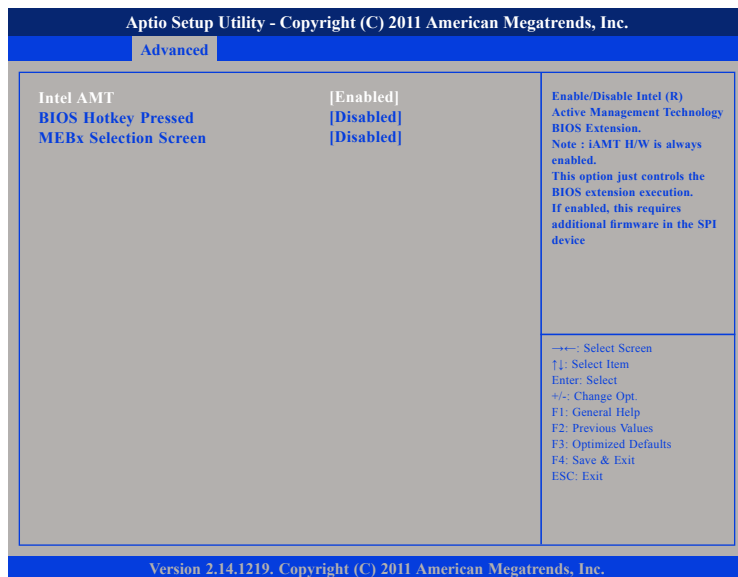 Aptio Setup Utility - Copyright (C) 2011 American Megatrends, Inc.
Advanced
Intel AMT [Enabled]
BIOS Hotkey Pressed [Disabled]
MEBx Selection Screen [Disabled]
Enable/Disable Intel (R)
Active Management Technology
BIOS Extension.
Note : iAMT H/W is always
enabled.
This option just controls the
BIOS extension execution.
If enabled, this requires
additional firmware in the SPI
device
→←: Select Screen
↑↓: Select Item
Enter: Select
+/-: Change Opt.
F1: General Help
F2: Previous Values
F3: Optimized Defaults
F4: Save & Exit
ESC: Exit
Version 2.14.1219. Copyright (C) 2011 American Megatrends, Inc.